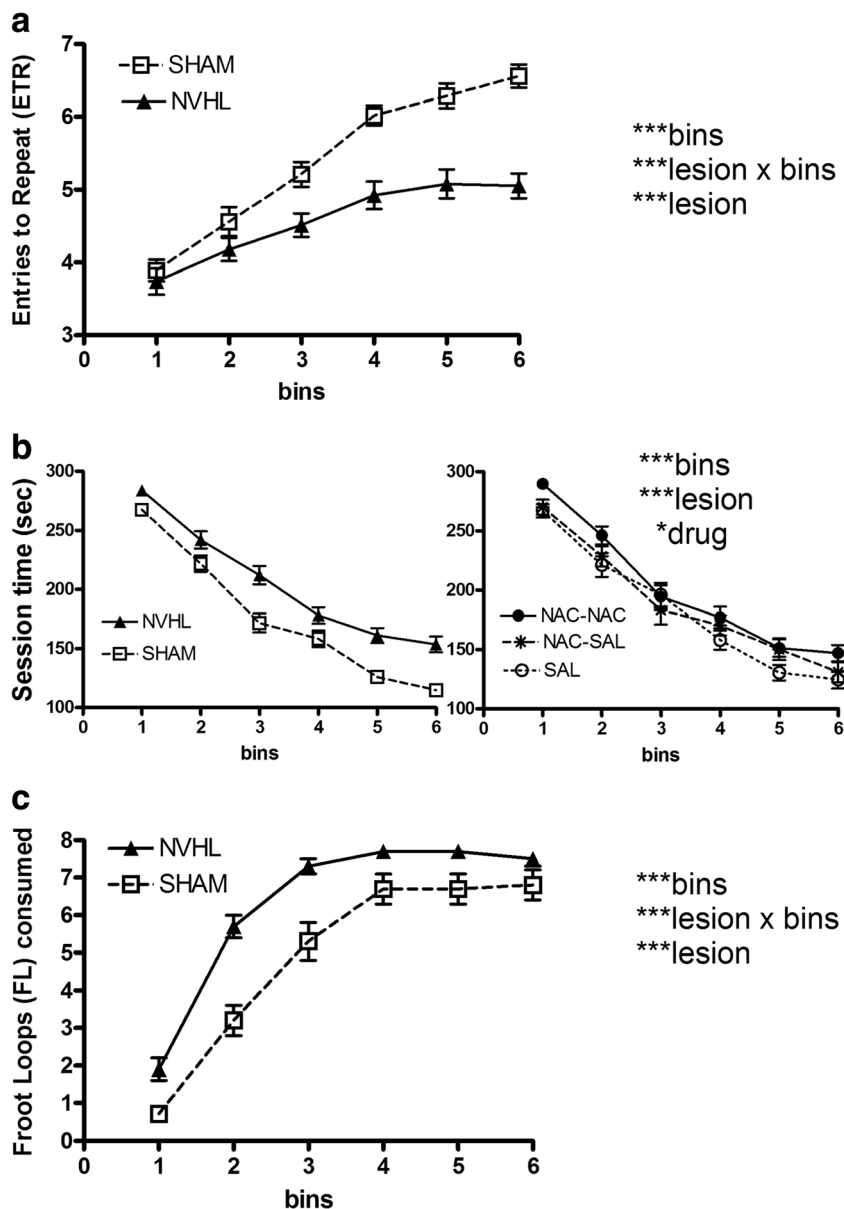 a
Entries to Repeat (ETR)
7
6
5
4
3
SHAM
NVHL
0 1 2 3 4 5 6
bins
***bins
***lesion x bins
***lesion
b
Session time (sec)
300
250
200
150
100
NVHL
SHAM
0 1 2 3 4 5 6
bins
300
250
200
150
100
***bins
***lesion
*drug
NAC-NAC
NAC-SAL
SAL
0 1 2 3 4 5 6
bins
c
Froot Loops (FL) consumed
8
7
6
5
4
3
2
1
0
NVHL
SHAM
0 1 2 3 4 5 6
bins
***bins
***lesion x bins
***lesion